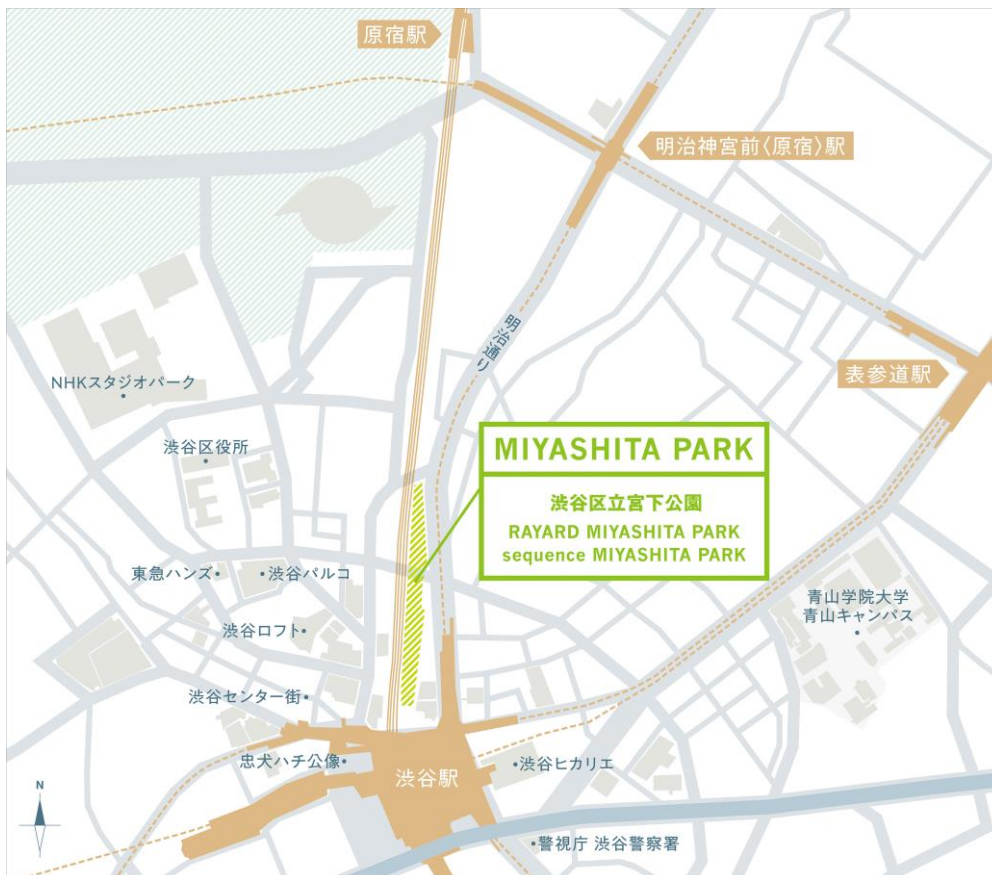 原宿駅
明治神宮前〈原宿〉駅
明治通り
表参道駅
NHKスタジオパーク
渋谷区役所
MIYASHITA PARK
渋谷区立宮下公園
RAYARD MIYASHITA PARK
sequence MIYASHITA PARK
東急ハンズ
渋谷パルコ
青山学院大学
青山キャンパス
渋谷ロフト
渋谷センター街
忠犬ハチ公像
渋谷駅
渋谷ヒカリエ
N
警視庁 渋谷警察署